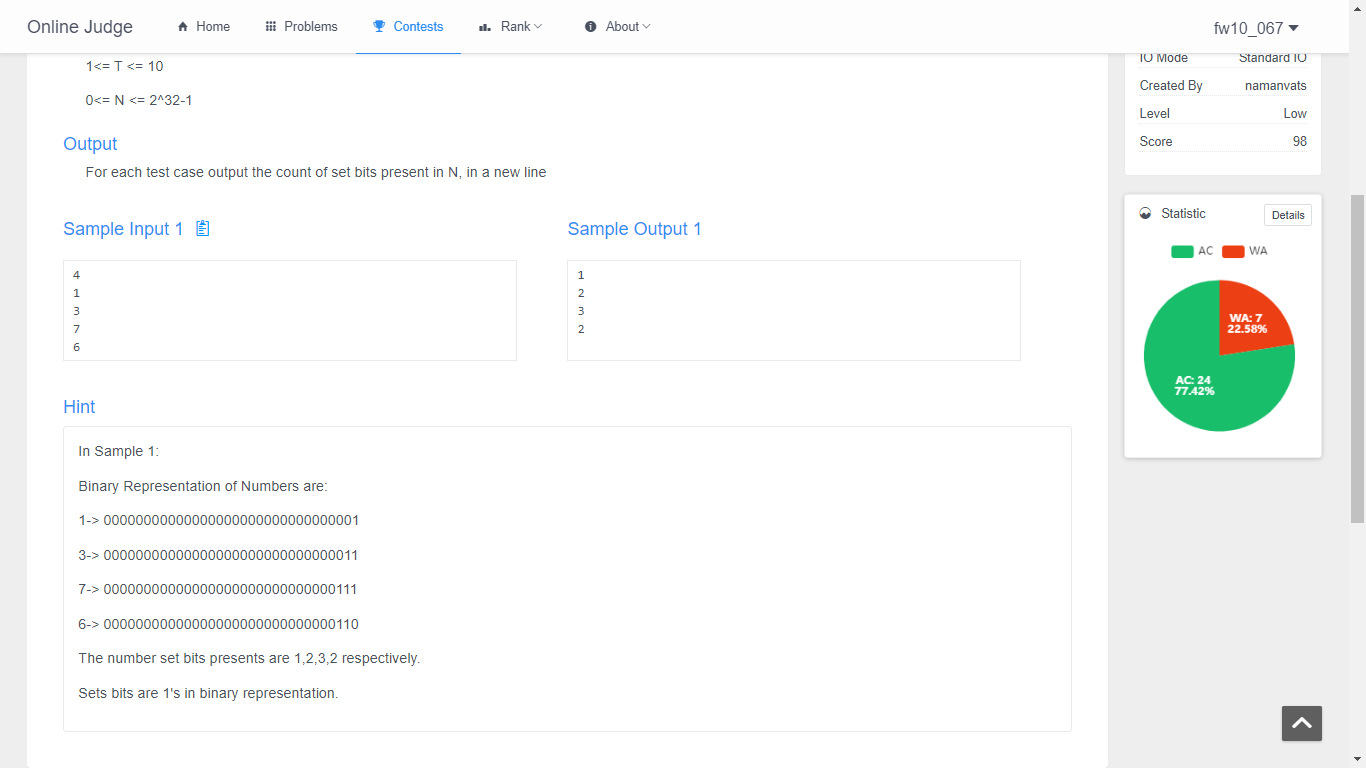 Online Judge
Home
Problems
Contests
Rank
About
fw10_067
1<= T <= 10
0<= N <= 2^32-1
Output
For each test case output the count of set bits present in N, in a new line
Sample Input 1
4
1
3
7
6
Sample Output 1
1
2
3
2
Hint
In Sample 1:
Binary Representation of Numbers are:
1-> 00000000000000000000000000000001
3-> 00000000000000000000000000000011
7-> 00000000000000000000000000000111
6-> 00000000000000000000000000000110
The number set bits presents are 1,2,3,2 respectively.
Sets bits are 1's in binary representation.
IO Mode Standard IO
Created By namanvats
Level Low
Score 98
Statistic
Details
AC WA
WA: 7
22.58%
AC: 24
77.42%